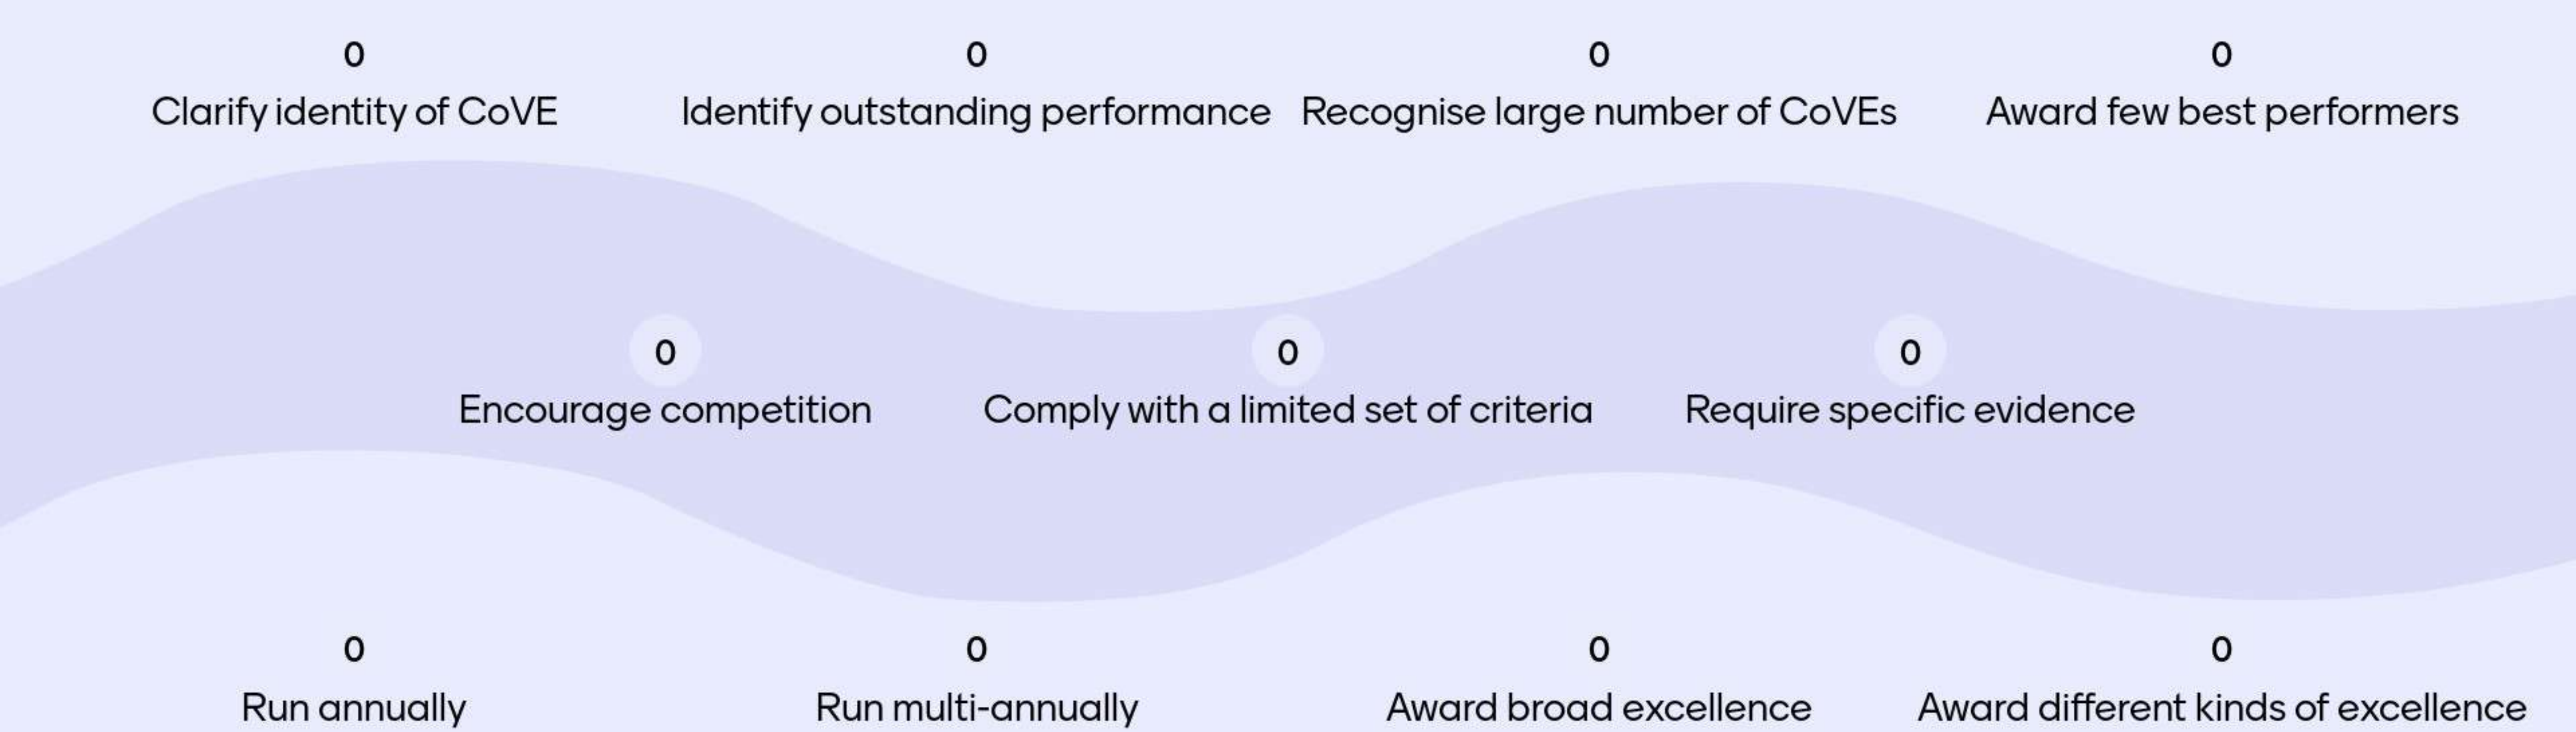 0 0 0 0
Clarify identity of CoVE Identify outstanding performance Recognise large number of CoVEs Award few best performers
0 0 0
Encourage competition Comply with a limited set of criteria Require specific evidence
0 0 0 0
Run annually Run multi-annually Award broad excellence Award different kinds of excellence